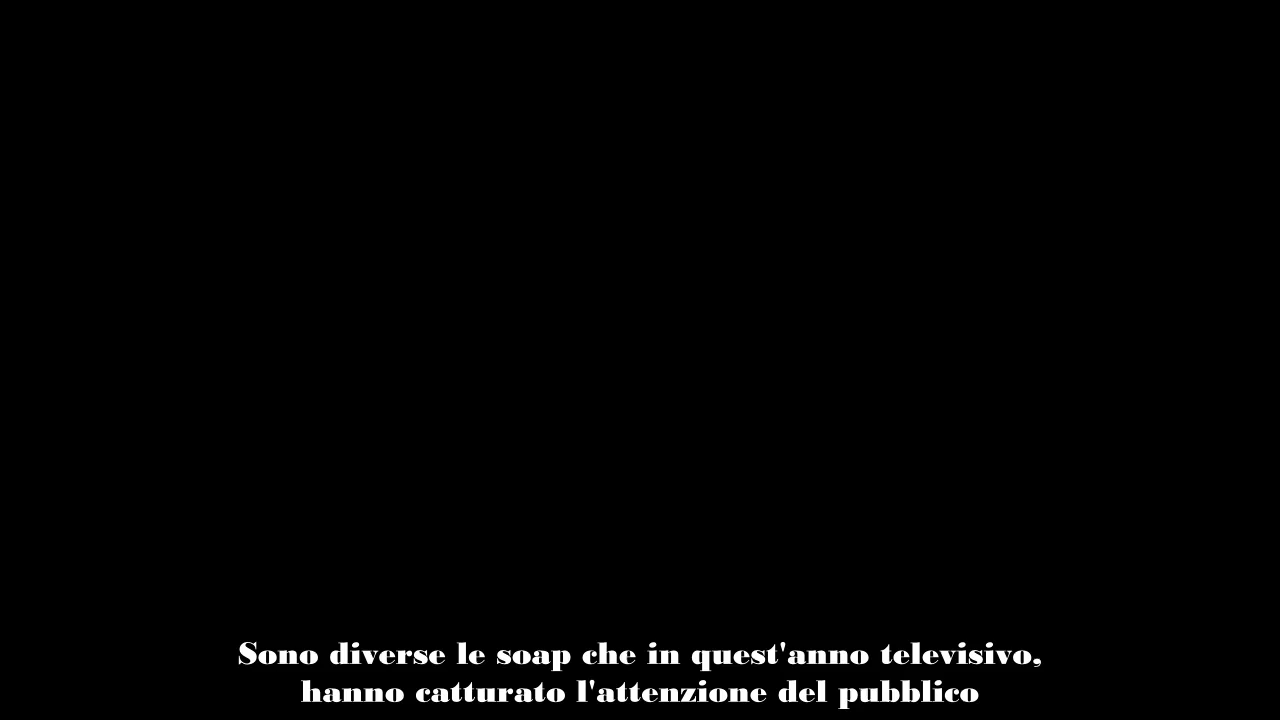 Sono diverse le soap che in quest'anno televisivo,
hanno catturato l'attenzione del pubblico